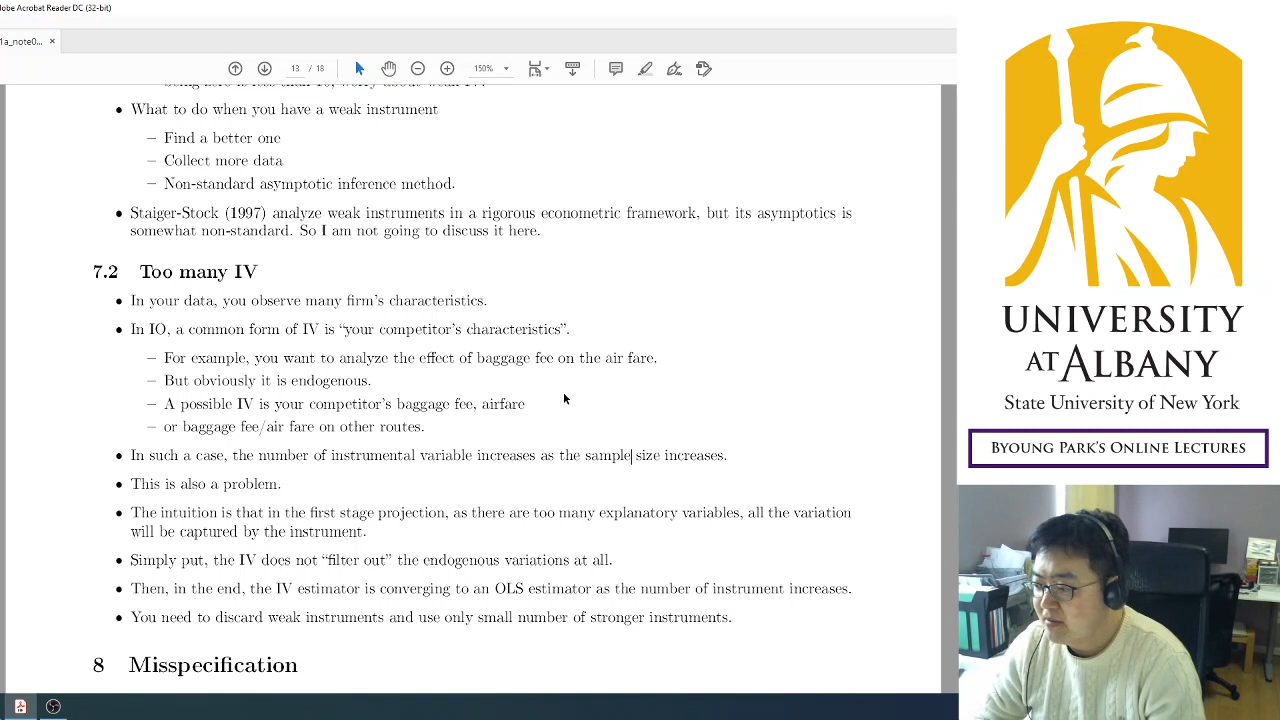 obe Acrobat Reader DC (32-bit)
1a_note0... ×
13 / 18 150%
• What to do when you have a weak instrument
– Find a better one
– Collect more data
– Non-standard asymptotic inference method.
• Staiger-Stock (1997) analyze weak instruments in a rigorous econometric framework, but its asymptotics is
somewhat non-standard. So I am not going to discuss it here.
7.2 Too many IV
• In your data, you observe many firm's characteristics.
• In IO, a common form of IV is “your competitor's characteristics”.
– For example, you want to analyze the effect of baggage fee on the air fare.
– But obviously it is endogenous.
– A possible IV is your competitor's baggage fee, airfare
– or baggage fee/air fare on other routes.
• In such a case, the number of instrumental variable increases as the sample size increases.
• This is also a problem.
• The intuition is that in the first stage projection, as there are too many explanatory variables, all the variation
will be captured by the instrument.
• Simply put, the IV does not “filter out” the endogenous variations at all.
• Then, in the end, the IV estimator is converging to an OLS estimator as the number of instrument increases.
• You need to discard weak instruments and use only small number of stronger instruments.
8 Misspecification
UNIVERSITY
AT ALBANY
State University of New York
BYOUNG PARK'S ONLINE LECTURES